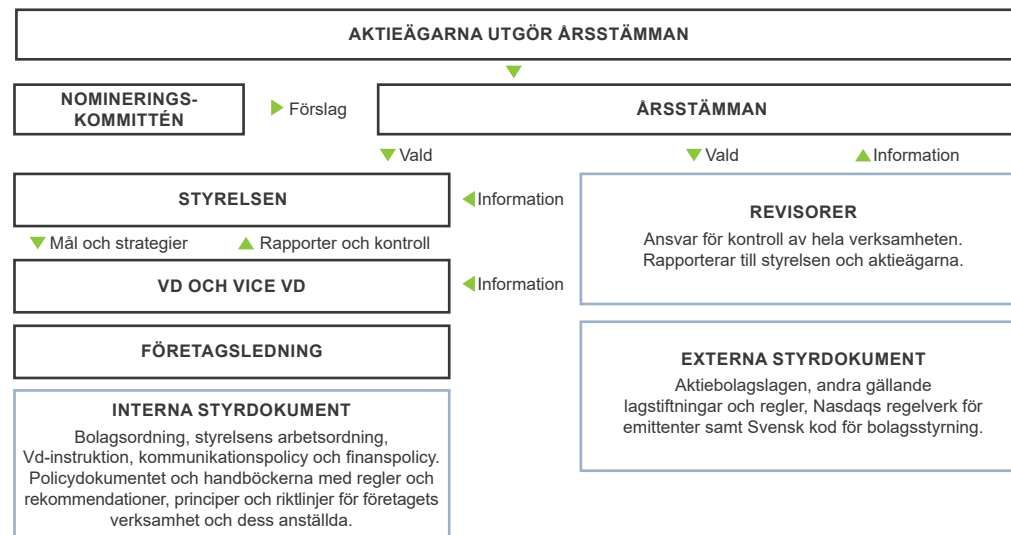 AKTIEÄGARNA UTGÖR ÅRSSTÄMMAN
NOMINERINGS-
KOMMITTÉN
Förslag
ÅRSSTÄMMAN
Vald
Vald
Information
STYRELSEN
Information
Mål och strategier
Rapporter och kontroll
VD OCH VICE VD
Information
FÖRETAGSLEDNING
REVISORER
Ansvar för kontroll av hela verksamheten.
Rapporterar till styrelsen och aktieägarna.
INTERNA STYRDOKUMENT
Bolagsordning, styrelsens arbetsordning,
Vd-instruktion, kommunikationspolicy och finanspolicy.
Policydokumentet och handböckerna med regler och
rekommendationer, principer och riktlinjer för företagets
verksamhet och dess anställda.
EXTERNA STYRDOKUMENT
Aktiebolagslagen, andra gällande
lagstiftningar och regler, Nasdaqs regelverk för
emittenter samt Svensk kod för bolagsstyrning.